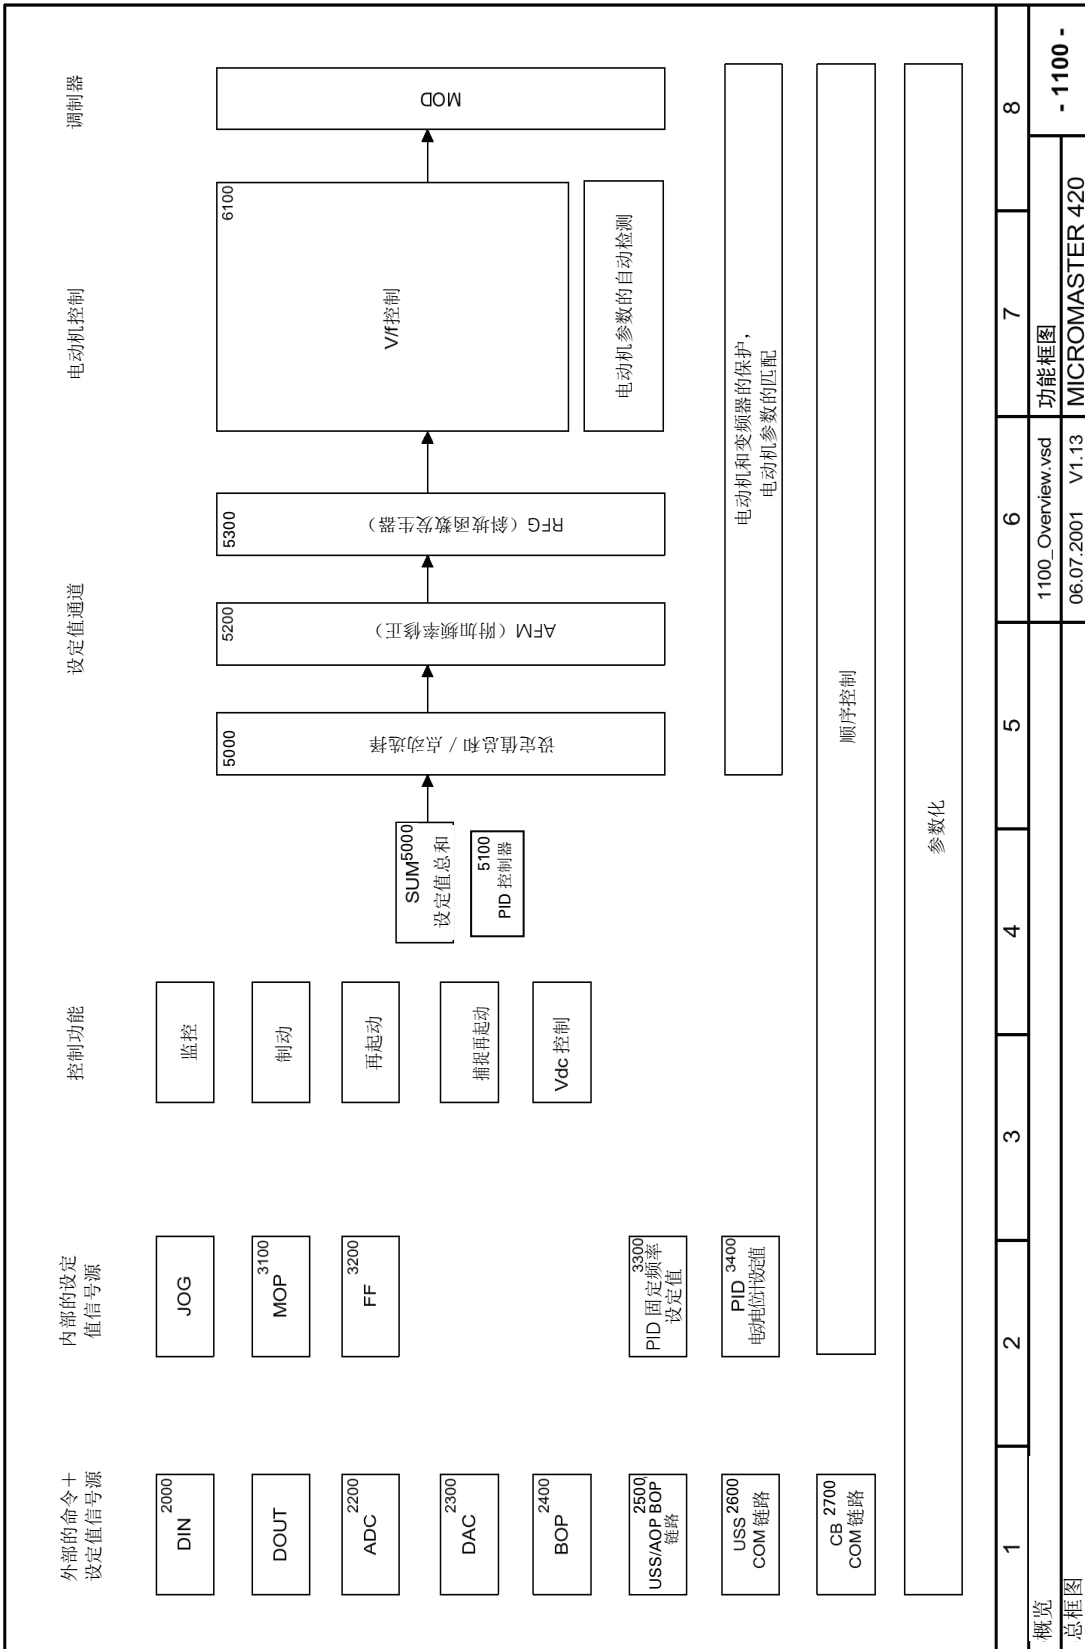 外部的命令＋
设定值信号源
内部的设定
值信号源
控制功能
设定值通道
电动机控制
调制器
2000
DIN
DOUT
2200
ADC
2300
DAC
2400
BOP
2500
USS/AOP BOP
链路
USS 2600
COM 链路
CB 2700
COM 链路
JOG
3100
MOP
3200
FF
3300
PID 固定频率
设定值
PID 3400
电动电位计设定值
监控
制动
再起动
捕捉再起动
Vdc 控制
SUM 5000
设定值总和
5100
PID 控制器
5000
设定值总和 / 点动选择
5200
AFM（附加频率修正）
5300
RFG（斜坡函数发生器）
6100
V/f控制
电动机参数的自动检测
MOD
电动机和变频器的保护，
电动机参数的匹配
顺序控制
参数化
1 2 3 4 5 6 7 8
概览
总框图
1100_Overview.vsd
06.07.2001 V1.13
功能框图
MICROMASTER 420
- 1100 -